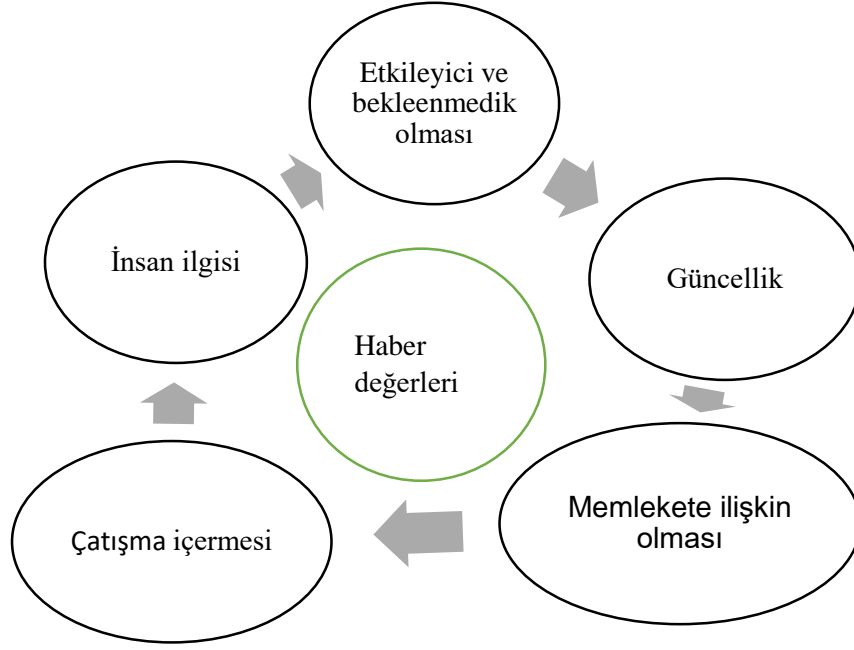 Etkileyici ve
bekleenmedik
olması
İnsan ilgisi
Güncellik
Haber
değerleri
Memlekete ilişkin
olması
Çatışma içermesi